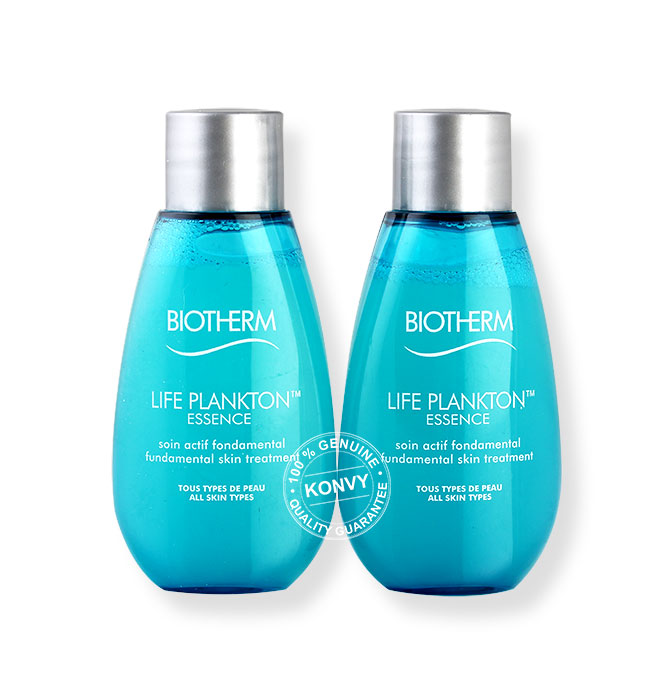 BIOTHERM
LIFE PLANKTON™
ESSENCE
soin actif fondamental
fundamental skin treatment
TOUS TYPES DE PEAU
ALL SKIN TYPES
BIOTHERM
LIFE PLANKTON™
ESSENCE
soin actif fondamental
fundamental skin treatment
TOUS TYPES DE PEAU
ALL SKIN TYPES
100% GENUINE
KONVY
QUALITY GUARANTEE